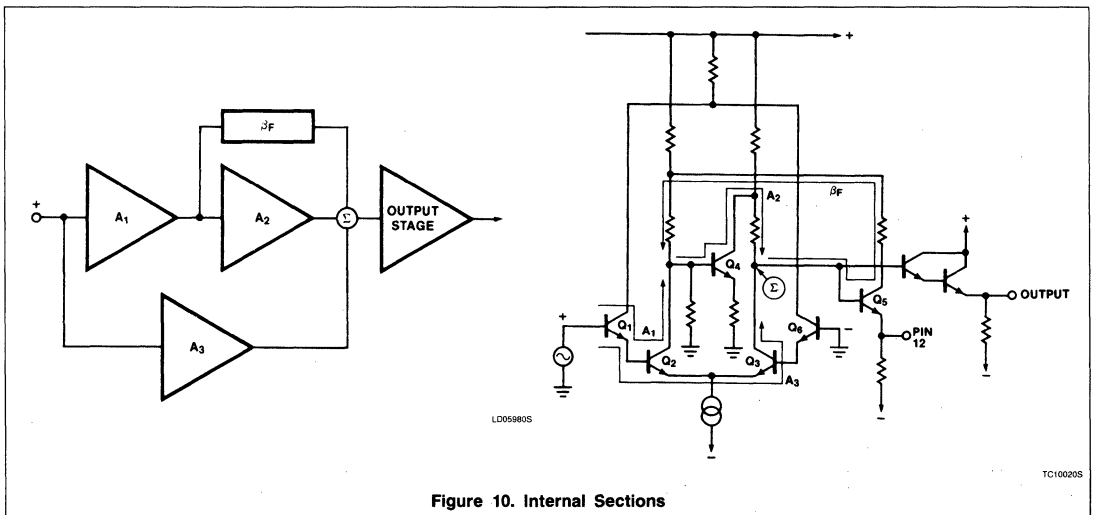 βF
+
A1
A2
Σ
OUTPUT
STAGE
A3
LD05980S
+
A2
βF
+
Q4
Σ
Q5
OUTPUT
+
Q1
A1
Q6
−
PIN
12
Q2
Q3
A3
−
−
−
TC10020S
Figure 10. Internal Sections